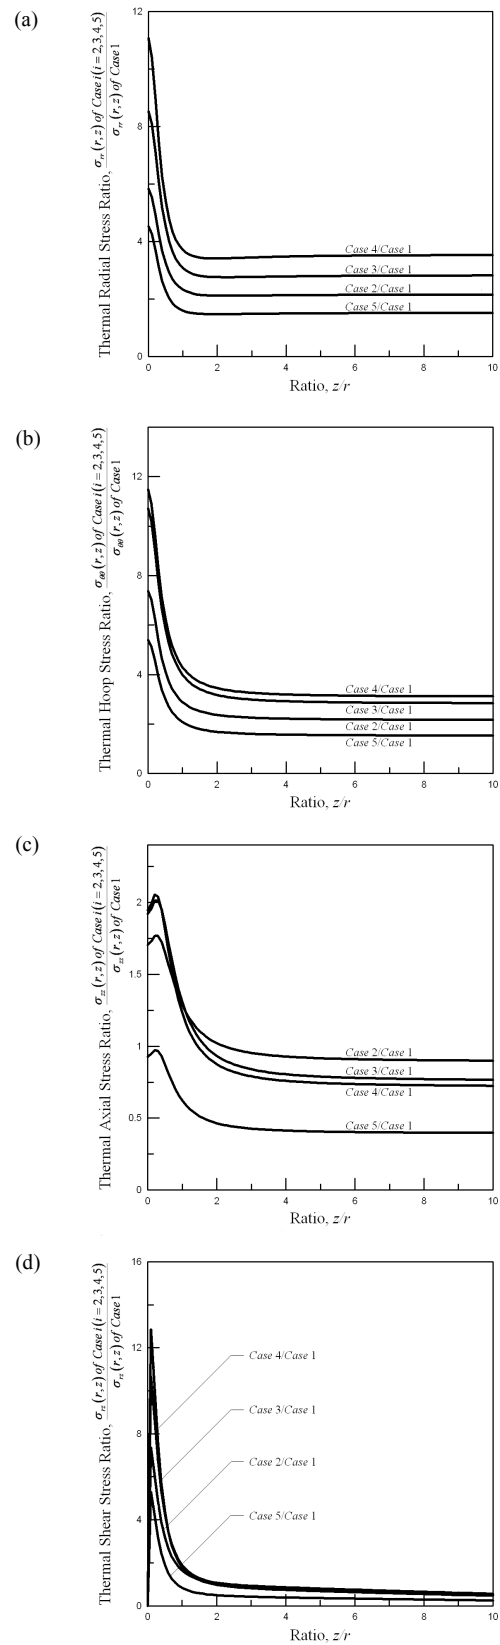 (a)
Thermal Radial Stress Ratio, σrr(r,z) of Case i(i=2,3,4,5) / σrr(r,z) of Case 1
12
8
4
0
Case 4/Case 1
Case 3/Case 1
Case 2/Case 1
Case 5/Case 1
0 2 4 6 8 10
Ratio, z/r
(b)
Thermal Hoop Stress Ratio, σθθ(r,z) of Case i(i=2,3,4,5) / σθθ(r,z) of Case 1
12
8
4
0
Case 4/Case 1
Case 3/Case 1
Case 2/Case 1
Case 5/Case 1
0 2 4 6 8 10
Ratio, z/r
(c)
Thermal Axial Stress Ratio, σzz(r,z) of Case i(i=2,3,4,5) / σzz(r,z) of Case 1
2
1.5
1
0.5
0
Case 2/Case 1
Case 3/Case 1
Case 4/Case 1
Case 5/Case 1
0 2 4 6 8 10
Ratio, z/r
(d)
Thermal Shear Stress Ratio, σrz(r,z) of Case i(i=2,3,4,5) / σrz(r,z) of Case 1
16
12
8
4
0
Case 4/Case 1
Case 3/Case 1
Case 2/Case 1
Case 5/Case 1
0 2 4 6 8 10
Ratio, z/r